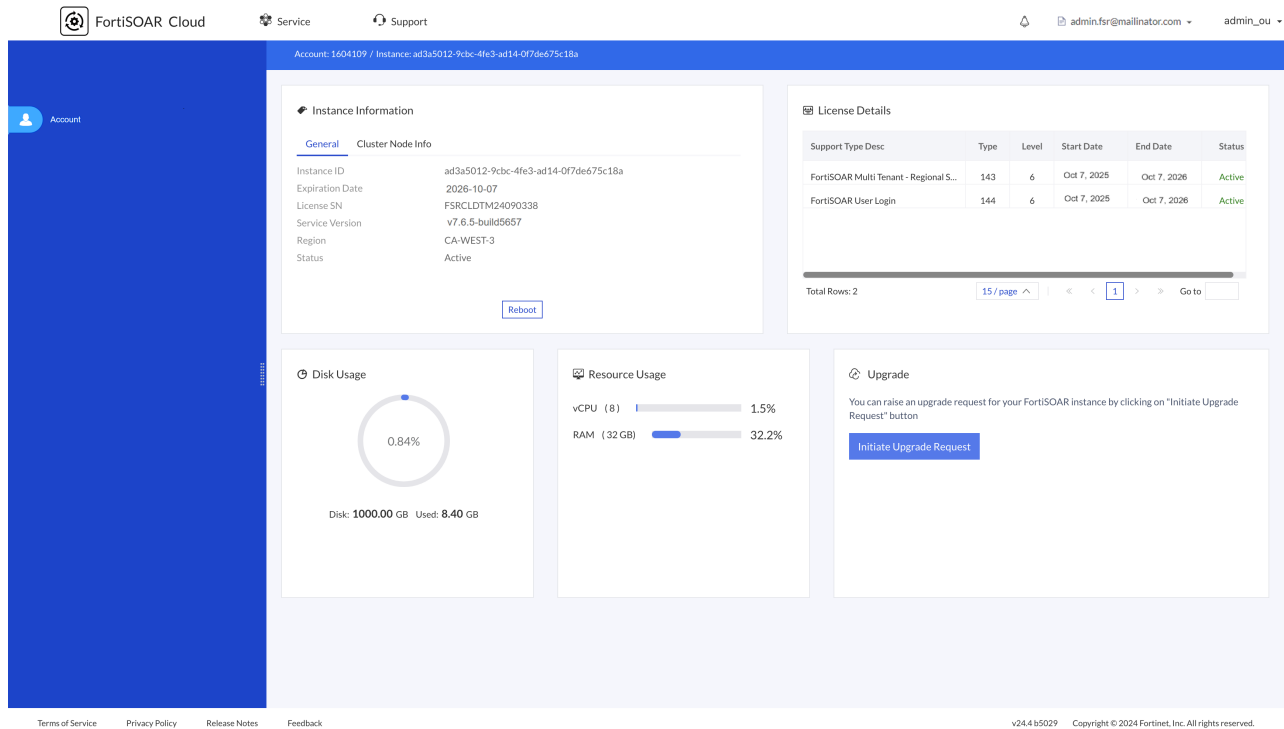 FortiSOAR Cloud Service Support admin.fsr@mailinator.com admin_ou
Account: 1604109 / Instance: ad3a5012-9cbc-4fe3-ad14-0f7de675c18a
Account
Instance Information
General Cluster Node Info
Instance ID ad3a5012-9cbc-4fe3-ad14-0f7de675c18a
Expiration Date 2026-10-07
License SN FSRCLDTM24090338
Service Version v7.6.5-build5657
Region CA-WEST-3
Status Active
Reboot
License Details
Support Type Desc Type Level Start Date End Date Status
FortiSOAR Multi Tenant - Regional S... 143 6 Oct 7, 2025 Oct 7, 2026 Active
FortiSOAR User Login 144 6 Oct 7, 2025 Oct 7, 2026 Active
Total Rows: 2 15 / page 1 Go to
Disk Usage
0.84%
Disk: 1000.00 GB Used: 8.40 GB
Resource Usage
vCPU ( 8 ) 1.5%
RAM ( 32 GB) 32.2%
Upgrade
You can raise an upgrade request for your FortiSOAR instance by clicking on "Initiate Upgrade
Request" button
Initiate Upgrade Request
Terms of Service Privacy Policy Release Notes Feedback v24.4 b5029 Copyright © 2024 Fortinet, Inc. All rights reserved.